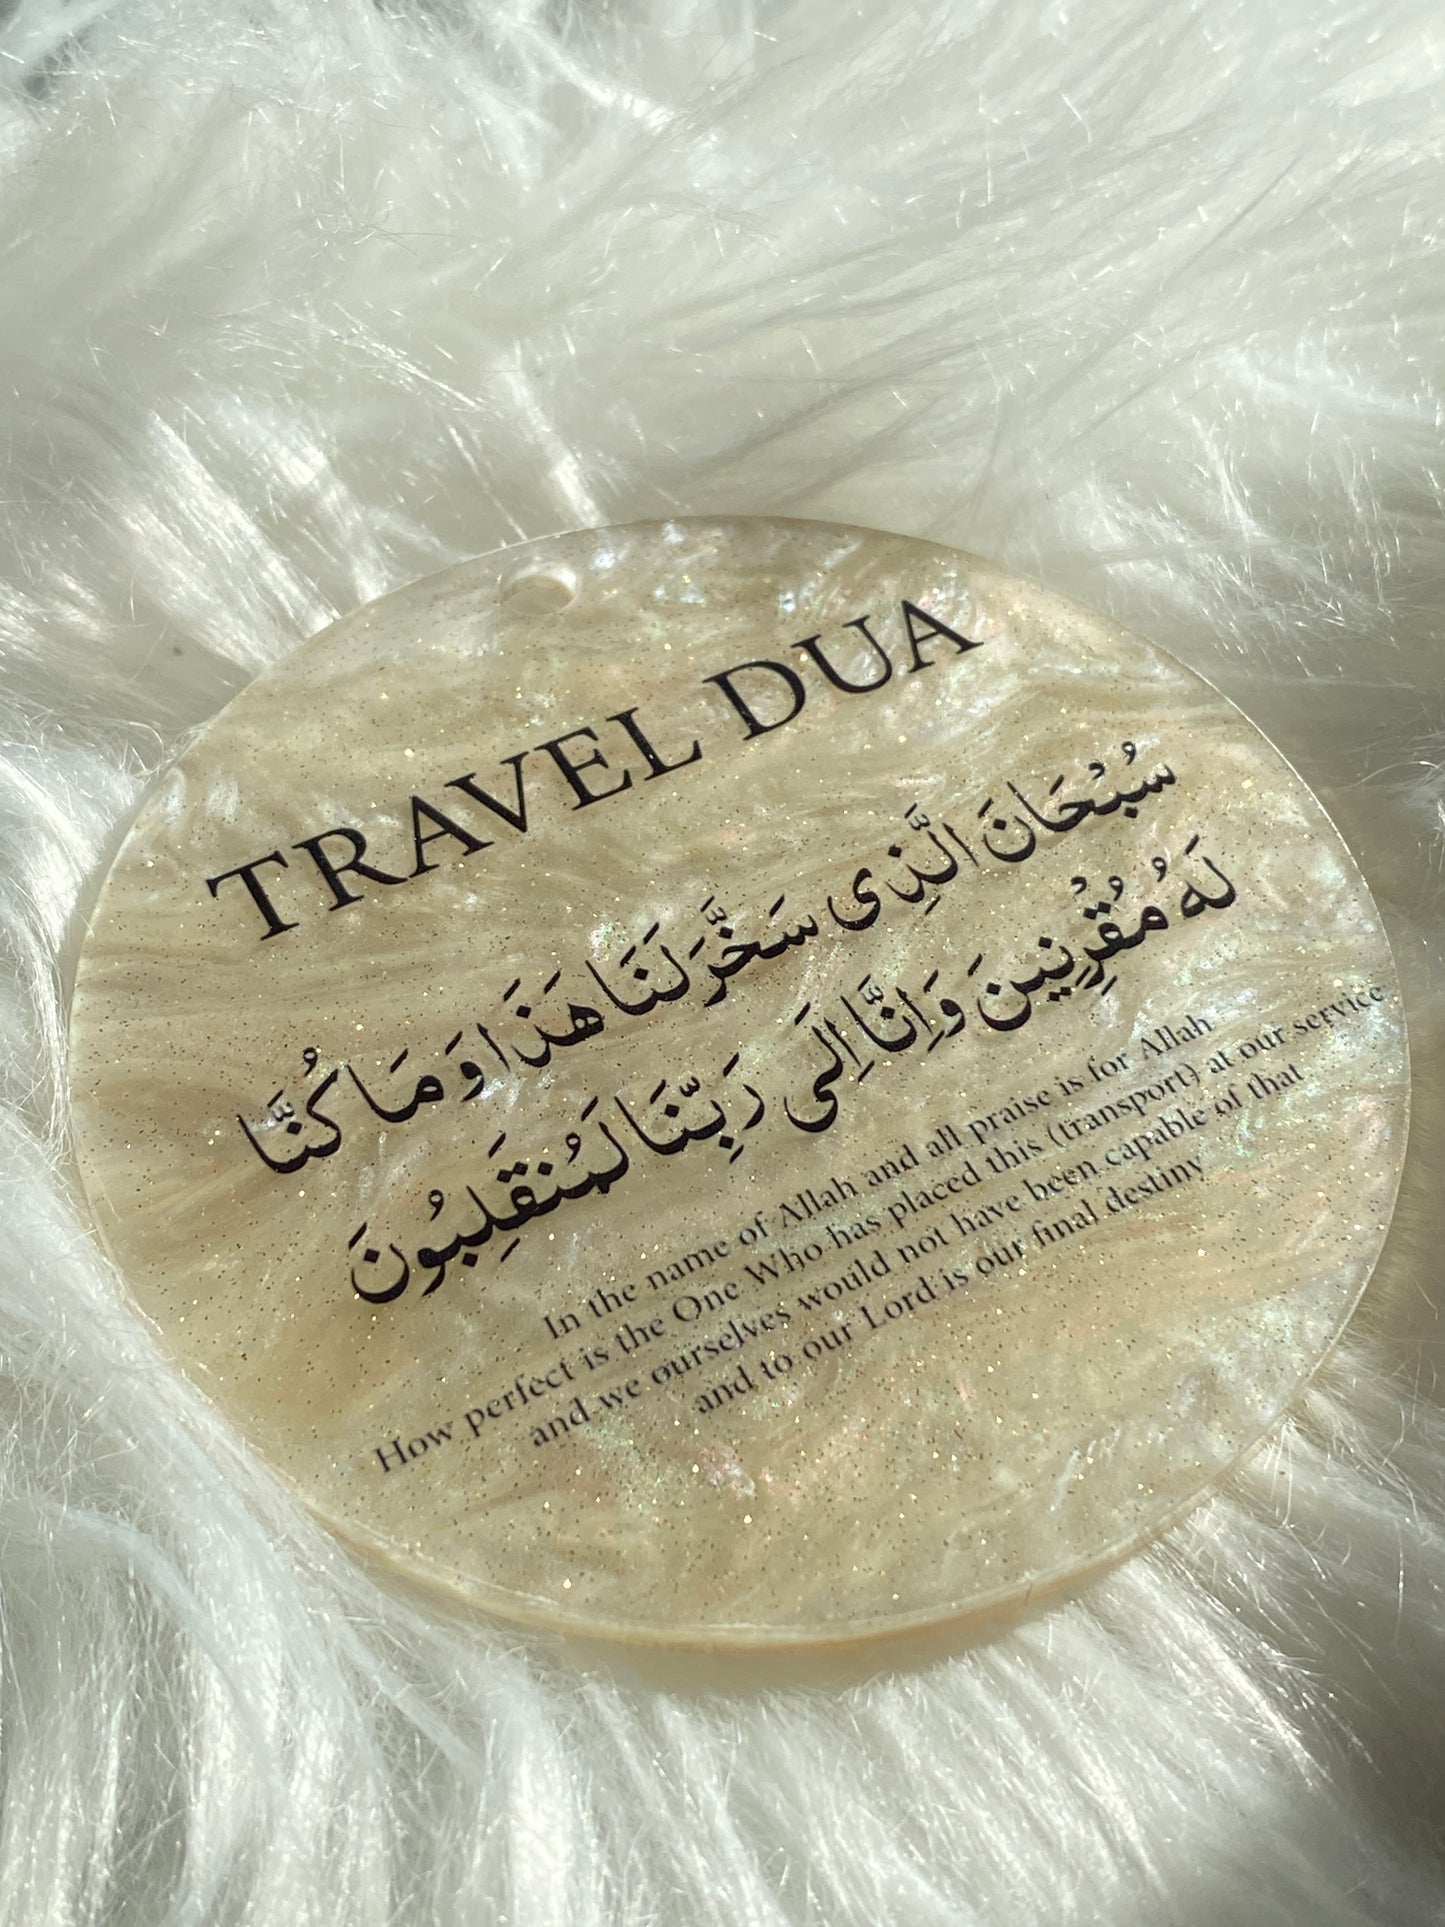 TRAVEL DUA
سُبْحَانَ الَّذِى سَخَّرَ لَنَا هَذَا وَمَا كُنَّا
لَهُ مُقْرِنِينَ وَاِنَّا اِلَى رَبِّنَا لَمُنقَلِبُونَ
In the name of Allah and all praise is for Allah
How perfect is the One Who has placed this (transport) at our service
and we ourselves would not have been capable of that
and to our Lord is our final destiny